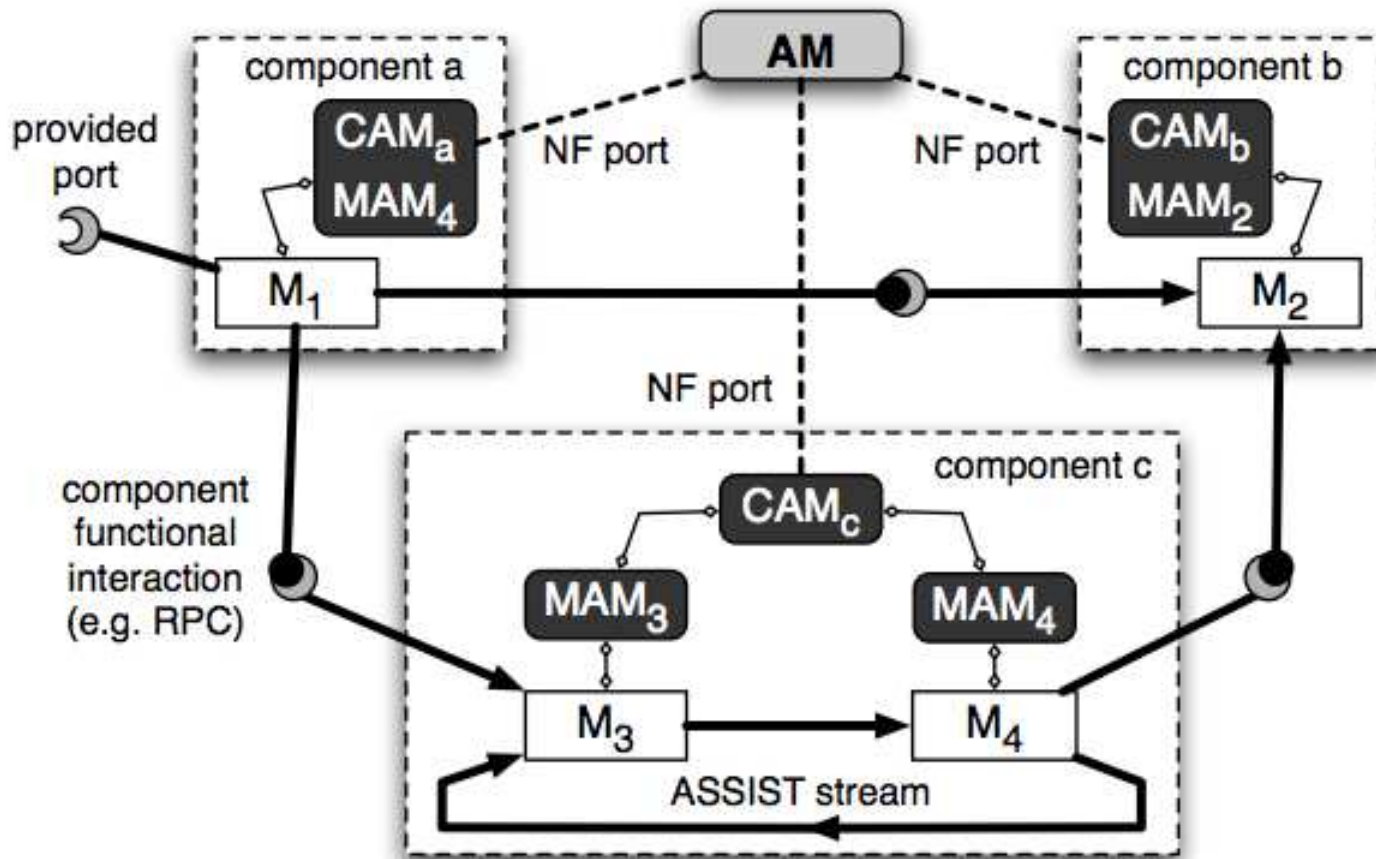 component a
AM
component b
provided
port
CAMa
MAM4
NF port
NF port
CAMb
MAM2
M1
M2
NF port
component c
component
functional
interaction
(e.g. RPC)
CAMc
MAM3
MAM4
M3
M4
ASSIST stream